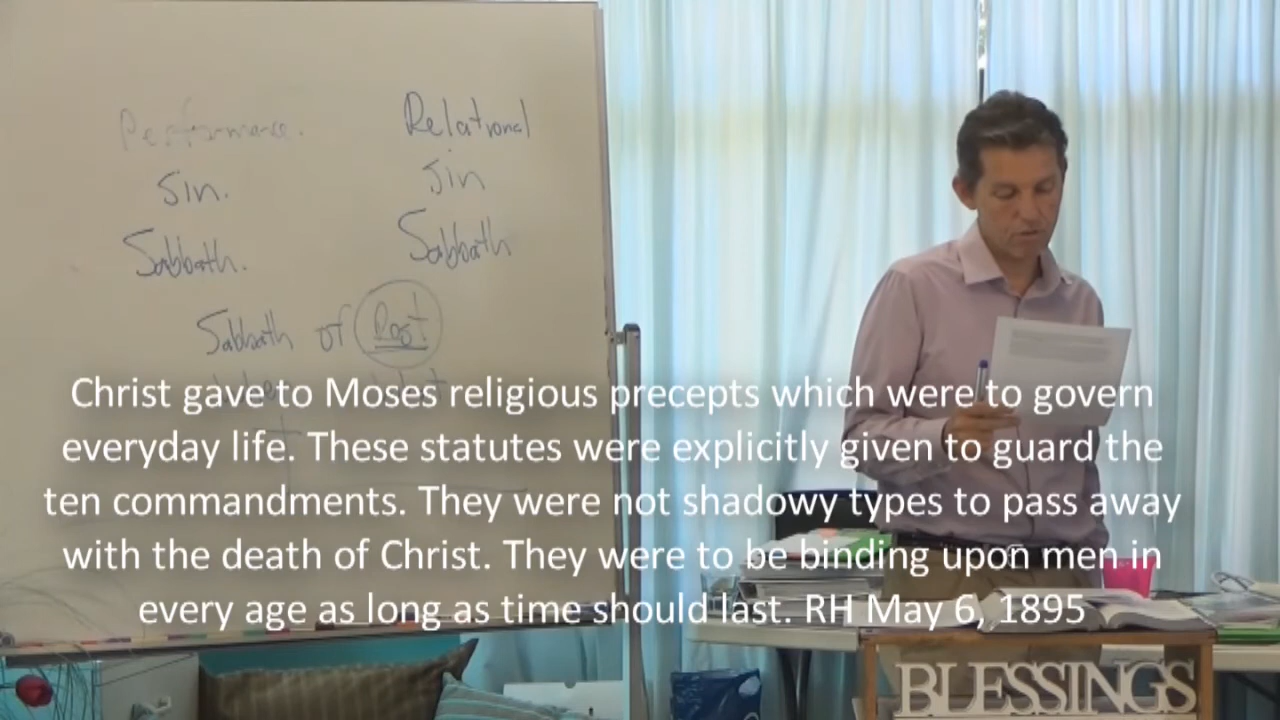 Performance. Relational
Sin. Sin
Sabbath. Sabbath
Sabbath of Rest
Christ gave to Moses religious precepts which were to govern
everyday life. These statutes were explicitly given to guard the
ten commandments. They were not shadowy types to pass away
with the death of Christ. They were to be binding upon men in
every age as long as time should last. RH May 6, 1895
BLESSINGS